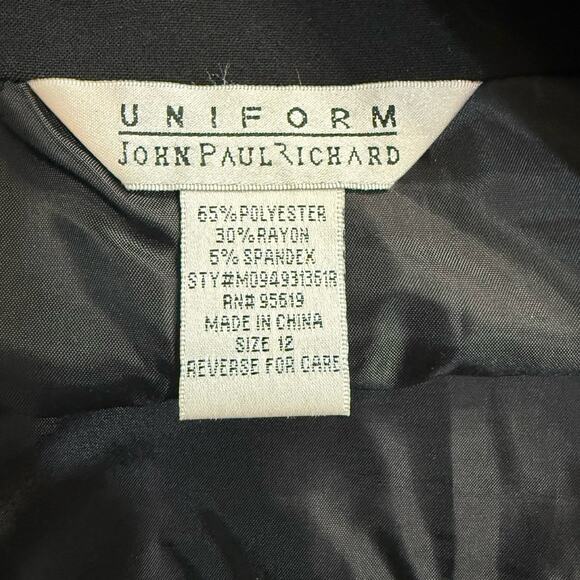 UNIFORM
JOHN PAUL RICHARD
65% POLYESTER
30% RAYON
5% SPANDEX
STY#M094931351R
RN# 95619
MADE IN CHINA
SIZE 12
REVERSE FOR CARE